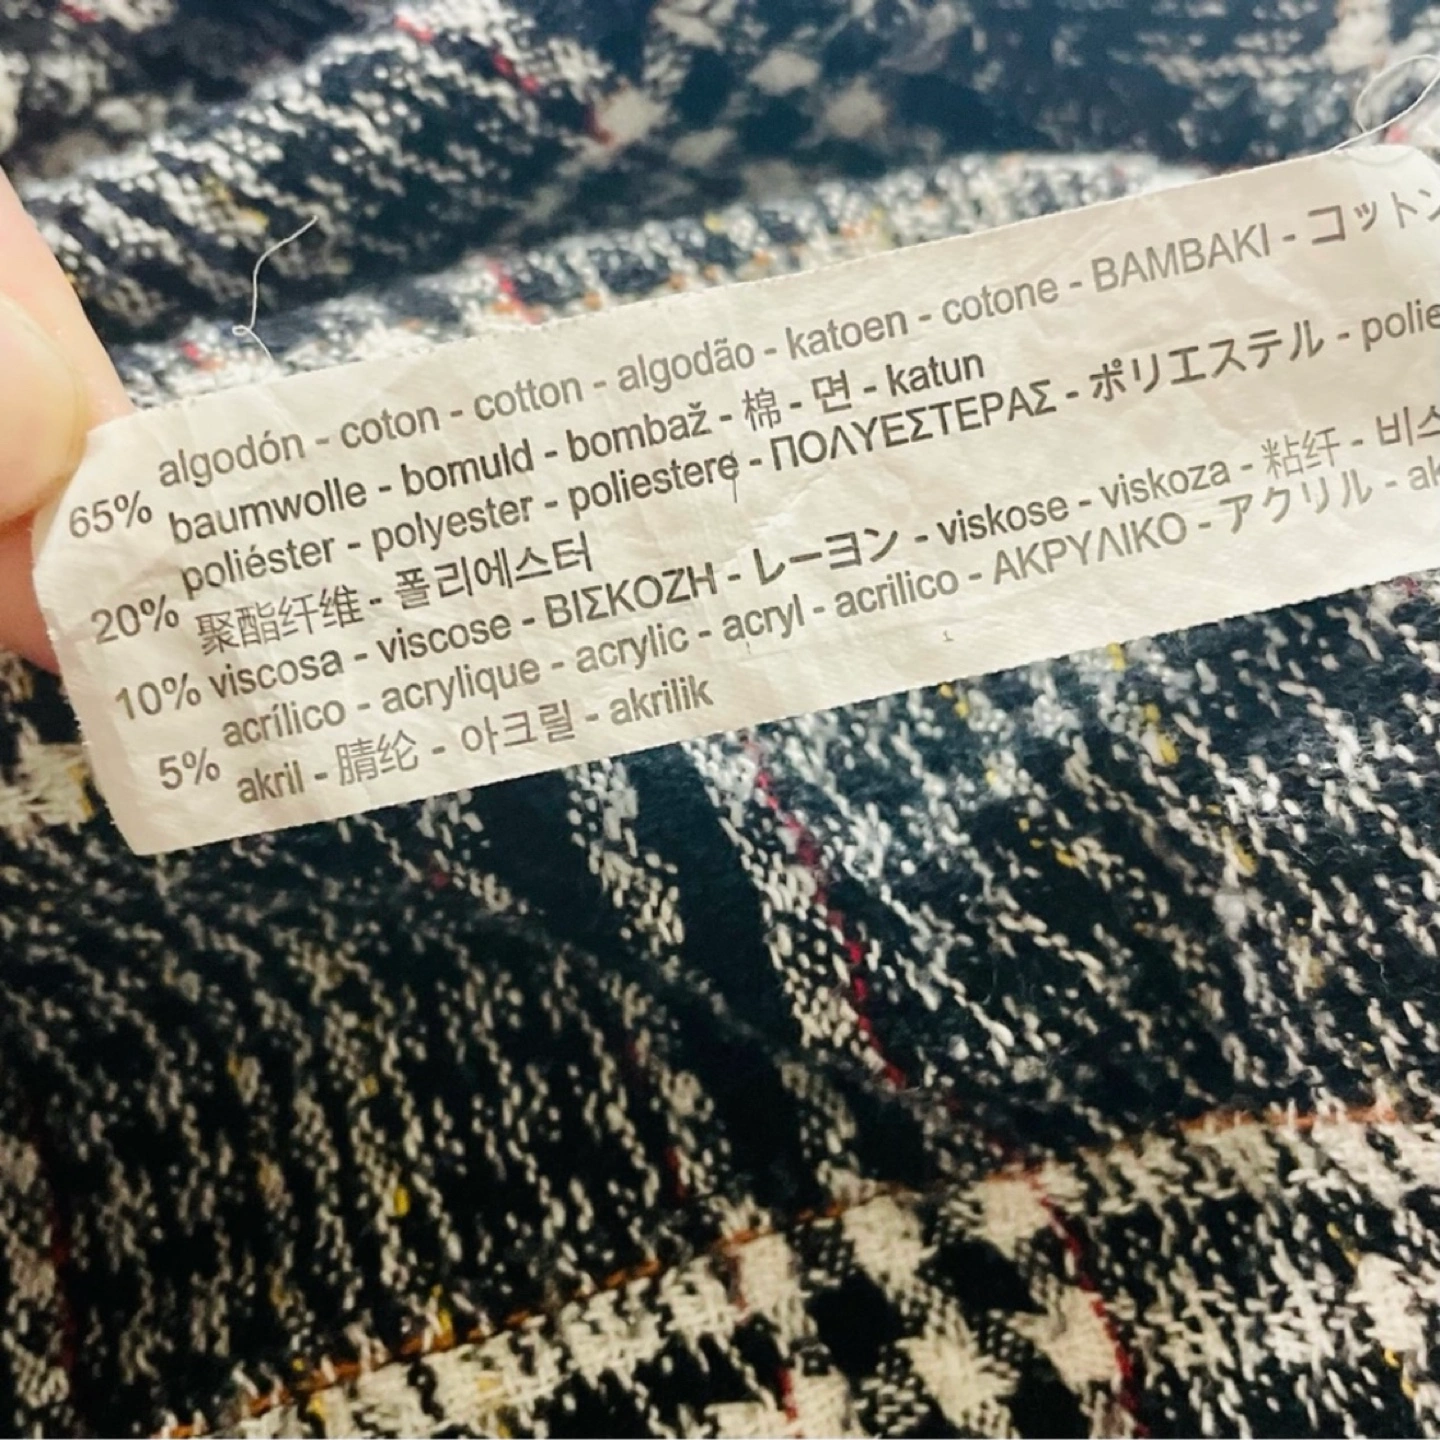 65% algodón - coton - cotton - algodão - katoen - cotone - BAMBAKI - コットン
baumwolle - bomuld - bombaž - 棉 - 면 - katun
20% poliéster - polyester - poliestere - ΠΟΛΥΕΣΤΕΡΑΣ - ポリエステル - polie
聚酯纤维 - 폴리에스터
10% viscosa - viscose - ΒΙΣΚΟΖΗ - レーヨン - viskose - viskoza - 粘纤 - 비스
5% acrílico - acrylique - acrylic - acryl - acrilico - ΑΚΡΥΛΙΚΟ - アクリル - ak
akril - 腈纶 - 아크릴 - akrilik